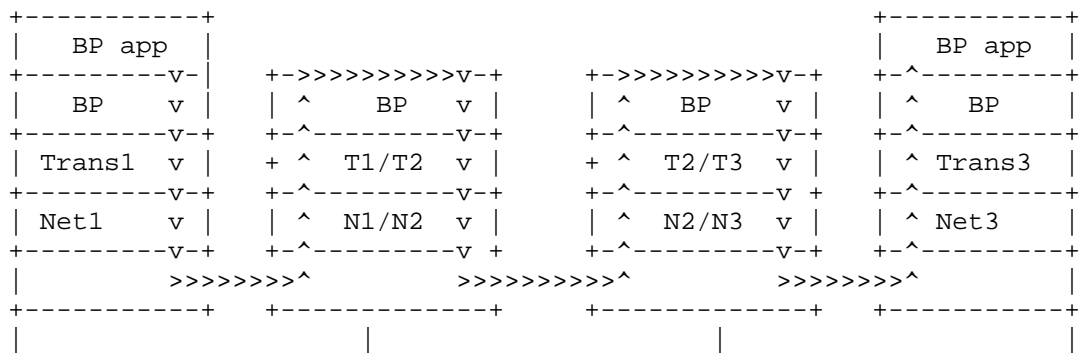 +-----------+                                         +-----------+
|   BP app  |                                         |   BP app  |
+---------v-|   +->>>>>>>>>>v-+     +->>>>>>>>>>v-+   +-^---------+
|   BP    v |   | ^    BP   v |     | ^   BP    v |   | ^   BP    |
+---------v-+   +-^---------v-+     +-^---------v-+   +-^---------+
| Trans1  v |   + ^  T1/T2  v |     + ^  T2/T3  v |   | ^ Trans3  |
+---------v-+   +-^---------v-+     +-^---------v +   +-^---------+
| Net1    v |   | ^  N1/N2  v |     | ^  N2/N3  v |   | ^ Net3    |
+---------v-+   +-^---------v +     +-^---------v-+   +-^---------+
|         >>>>>>>>^         >>>>>>>>>>^         >>>>>>>>^         |
+-----------+   +-------------+     +-------------+   +-----------+
|                     |                     |                     |